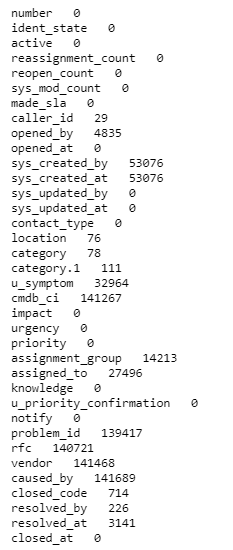 number 0
ident_state 0
active 0
reassignment_count 0
reopen_count 0
sys_mod_count 0
made_sla 0
caller_id 29
opened_by 4835
opened_at 0
sys_created_by 53076
sys_created_at 53076
sys_updated_by 0
sys_updated_at 0
contact_type 0
location 76
category 78
category.1 111
u_symptom 32964
cmdb_ci 141267
impact 0
urgency 0
priority 0
assignment_group 14213
assigned_to 27496
knowledge 0
u_priority_confirmation 0
notify 0
problem_id 139417
rfc 140721
vendor 141468
caused_by 141689
closed_code 714
resolved_by 226
resolved_at 3141
closed_at 0